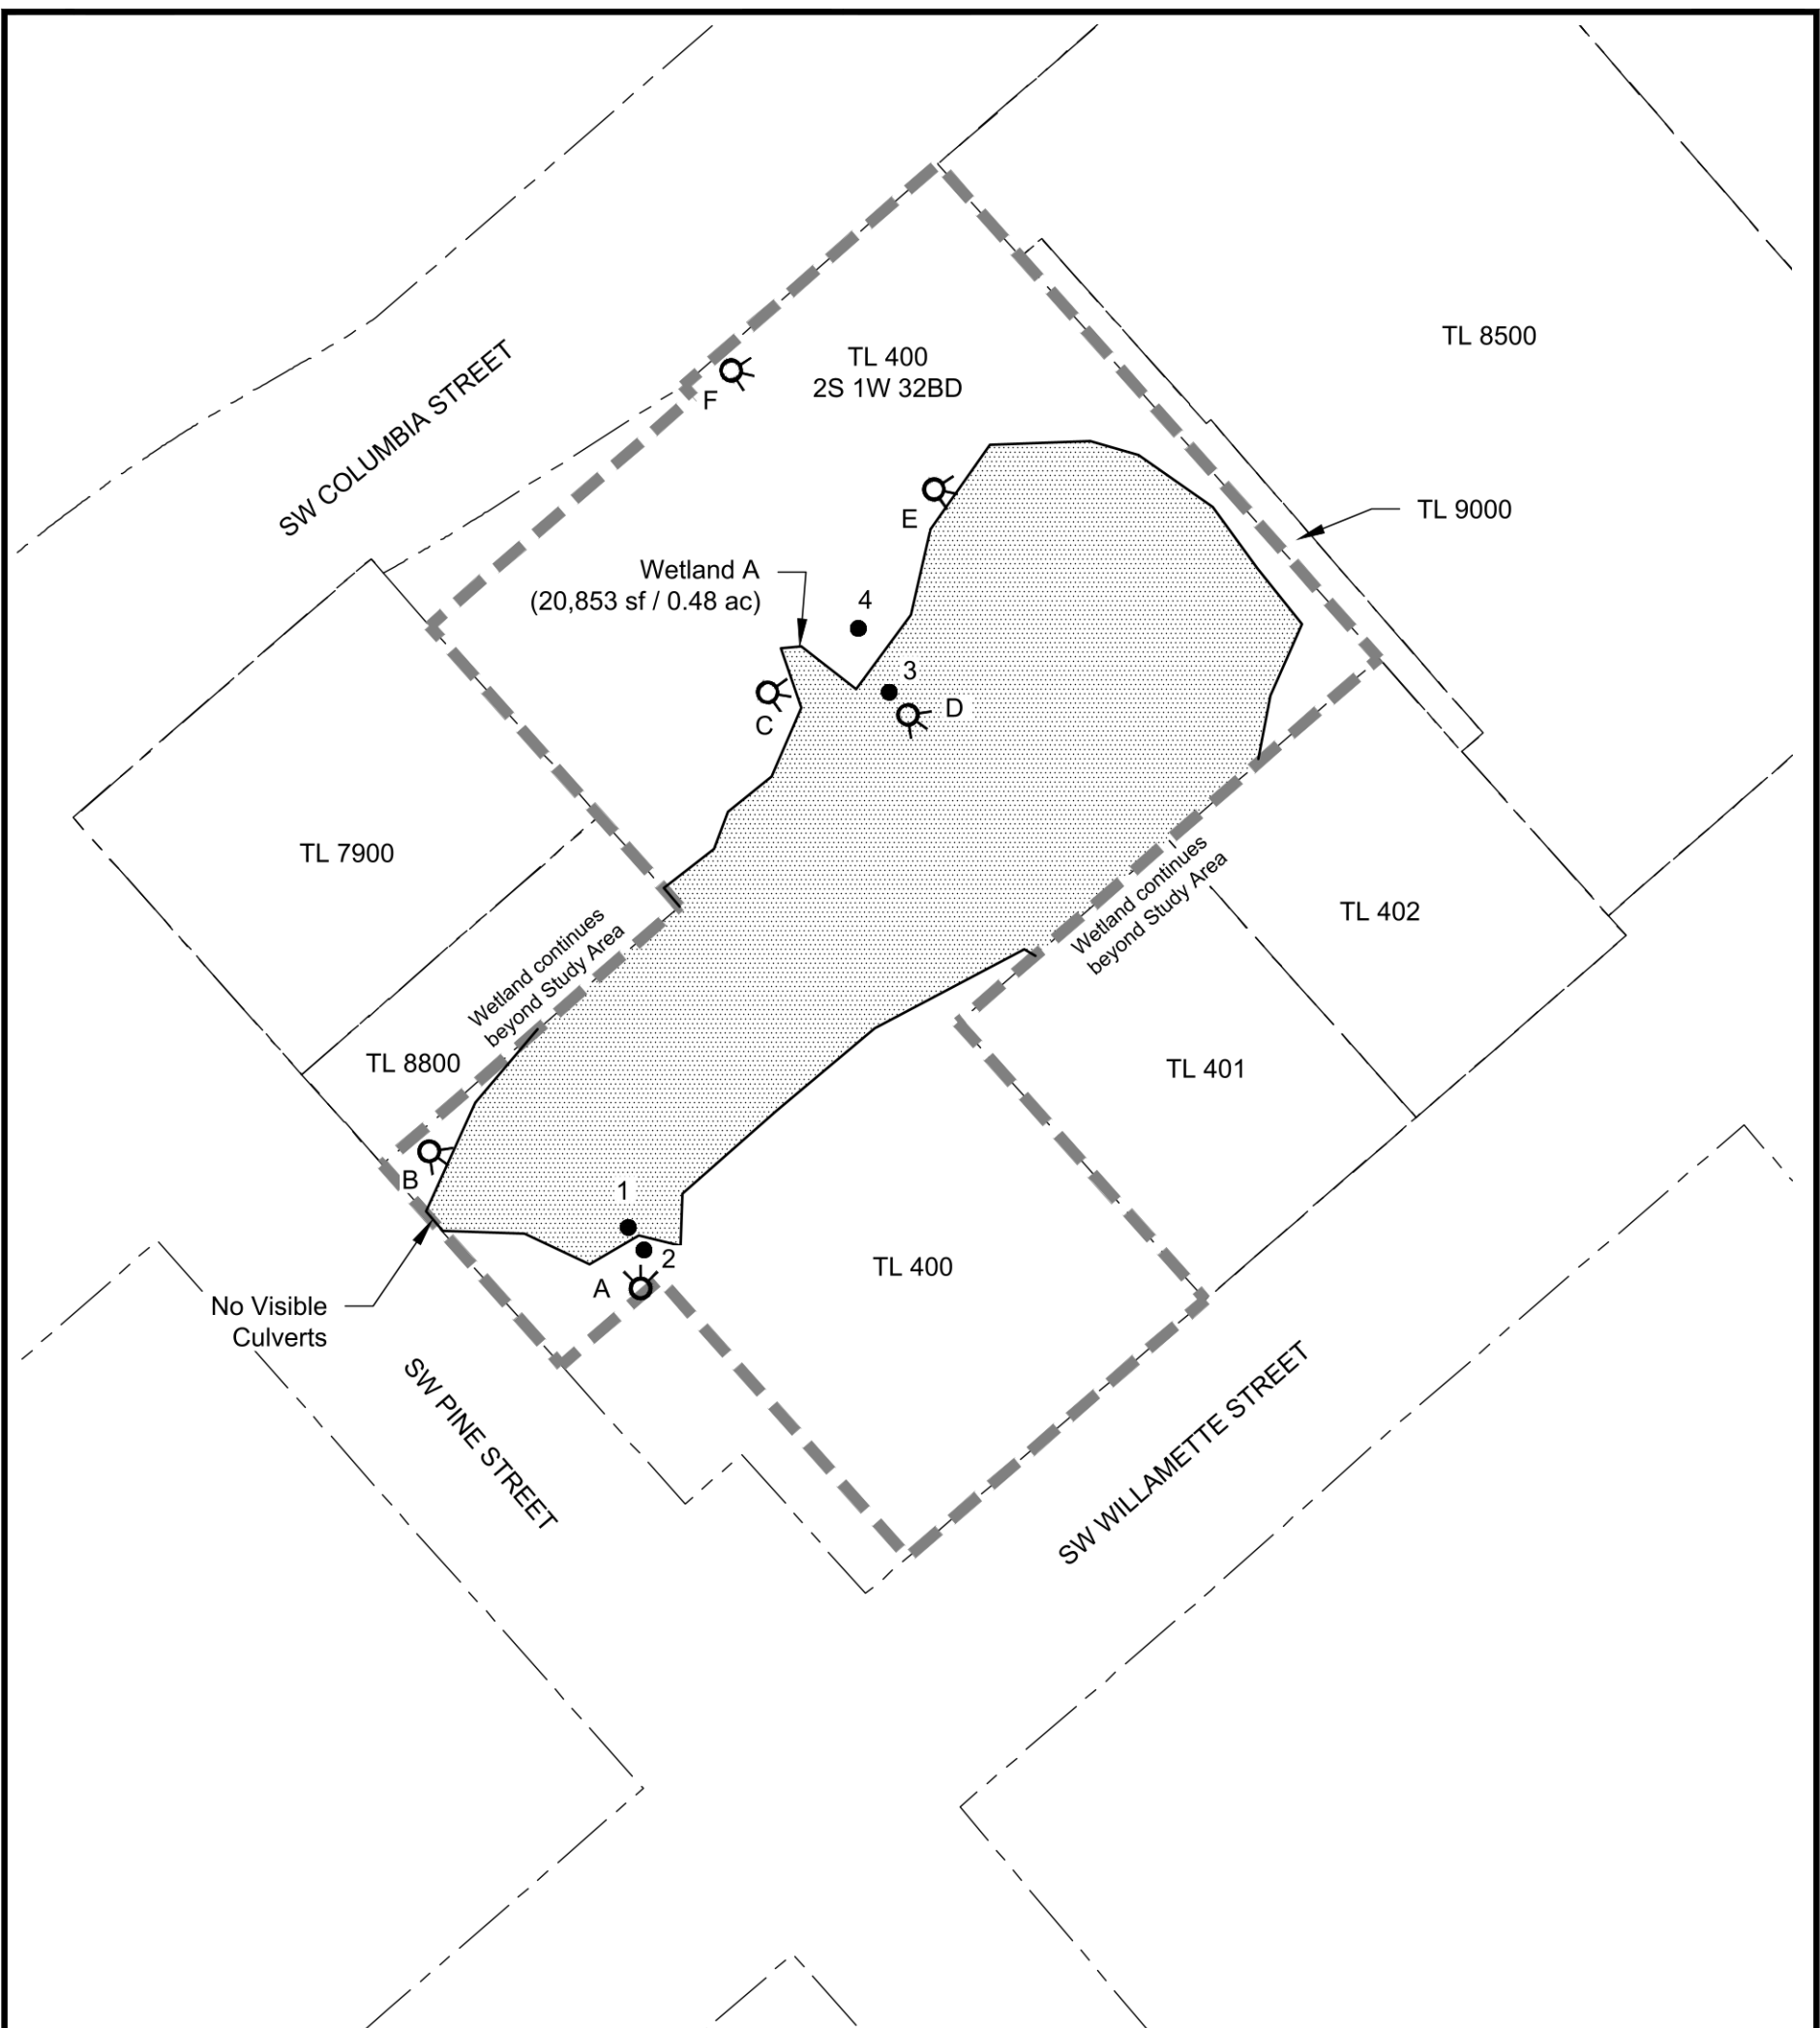 SW COLUMBIA STREET
TL 8500
TL 400
2S 1W 32BD
F
TL 9000
E
Wetland A
(20,853 sf / 0.48 ac)
4
3
D
C
TL 7900
Wetland continues
beyond Study Area
Wetland continues
beyond Study Area
TL 402
TL 8800
TL 401
B
1
2
A
TL 400
No Visible
Culverts
SW PINE STREET
SW WILLAMETTE STREET